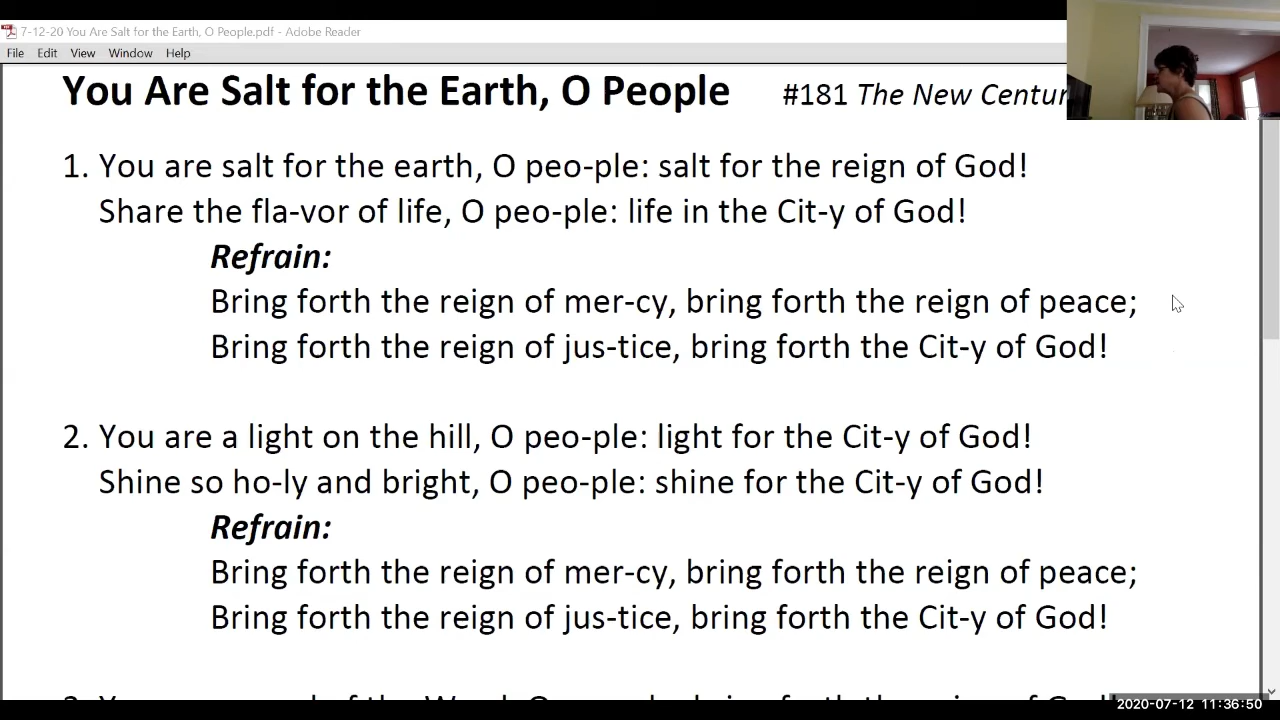 7-12-20 You Are Salt for the Earth, O People.pdf - Adobe Reader
File Edit View Window Help
You Are Salt for the Earth, O People #181 The New
1. You are salt for the earth, O peo-ple: salt for the reign of God!
Share the fla-vor of life, O peo-ple: life in the Cit-y of God!
Refrain:
Bring forth the reign of mer-cy, bring forth the reign of peace;
Bring forth the reign of jus-tice, bring forth the Cit-y of God!
2. You are a light on the hill, O peo-ple: light for the Cit-y of God!
Shine so ho-ly and bright, O peo-ple: shine for the Cit-y of God!
Refrain:
Bring forth the reign of mer-cy, bring forth the reign of peace;
Bring forth the reign of jus-tice, bring forth the Cit-y of God!
2020-07-12 11:36:50